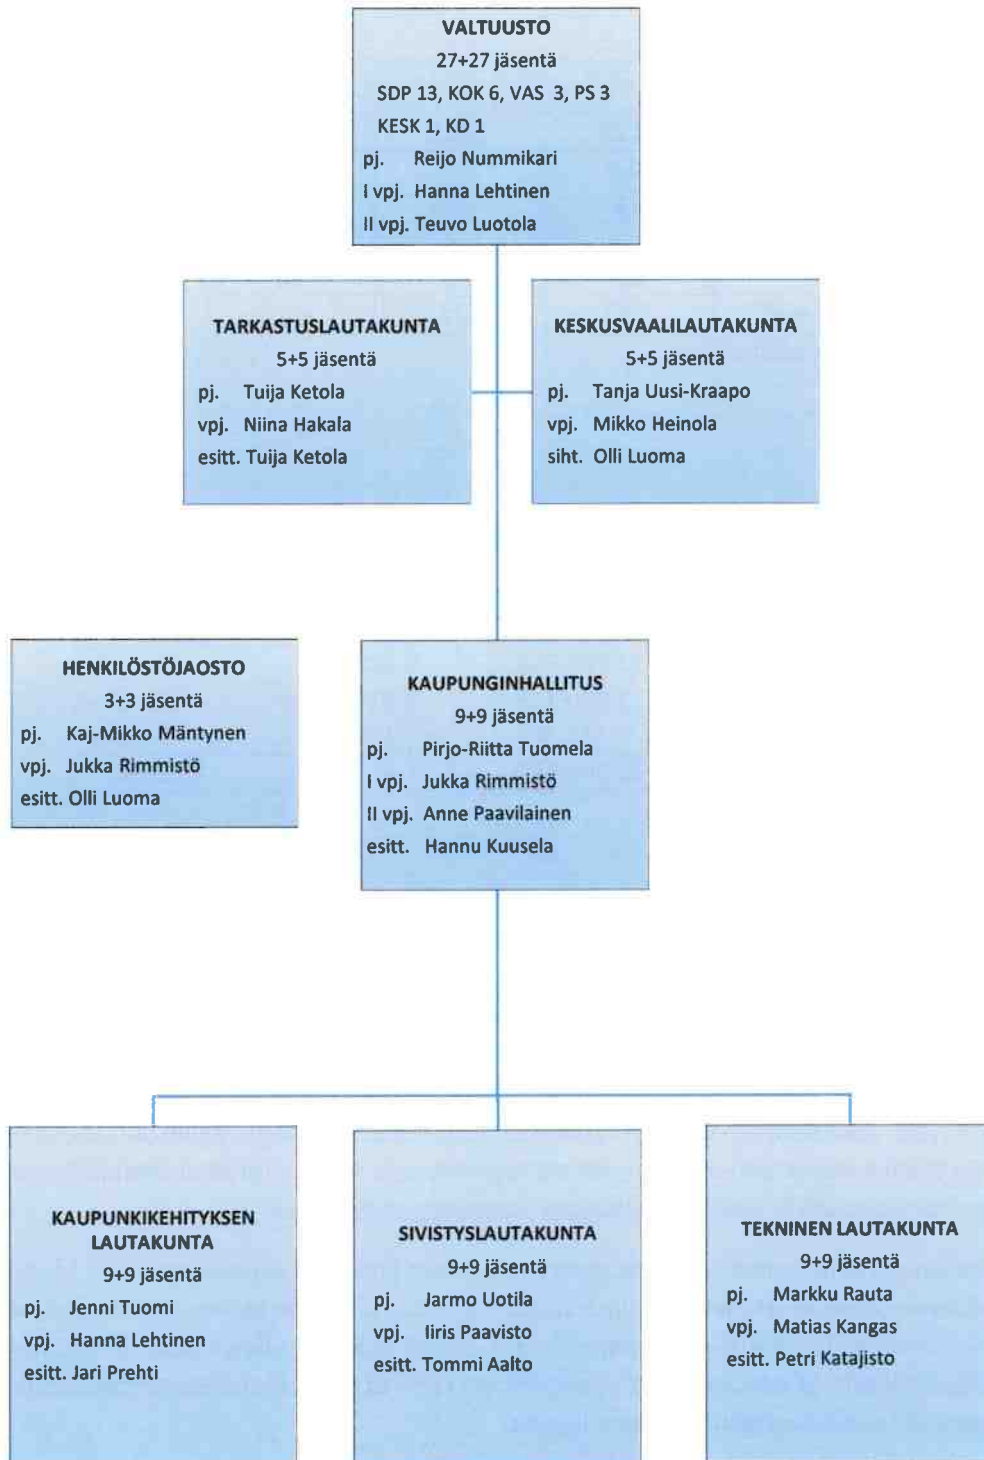 VALTUUSTO
27+27 jäsentä
SDP 13, KOK 6, VAS 3, PS 3
KESK 1, KD 1
pj. Reijo Nummikari
I vpj. Hanna Lehtinen
II vpj. Teuvo Luotola
TARKASTUSLAUTAKUNTA
5+5 jäsentä
pj. Tuija Ketola
vpj. Niina Hakala
esitt. Tuija Ketola
KESKUSVAALILAUTAKUNTA
5+5 jäsentä
pj. Tanja Uusi-Kraapo
vpj. Mikko Heinola
siht. Olli Luoma
HENKILÖSTÖJAOSTO
3+3 jäsentä
pj. Kaj-Mikko Mäntynen
vpj. Jukka Rimmistö
esitt. Olli Luoma
KAUPUNGINHALLITUS
9+9 jäsentä
pj. Pirjo-Riitta Tuomela
I vpj. Jukka Rimmistö
II vpj. Anne Paavilainen
esitt. Hannu Kuusela
KAUPUNKIKEHITYKSEN
LAUTAKUNTA
9+9 jäsentä
pj. Jenni Tuomi
vpj. Hanna Lehtinen
esitt. Jari Prehti
SIVISTYSLAUTAKUNTA
9+9 jäsentä
pj. Jarmo Uotila
vpj. Iiris Paavisto
esitt. Tommi Aalto
TEKNINEN LAUTAKUNTA
9+9 jäsentä
pj. Markku Rauta
vpj. Matias Kangas
esitt. Petri Katajisto